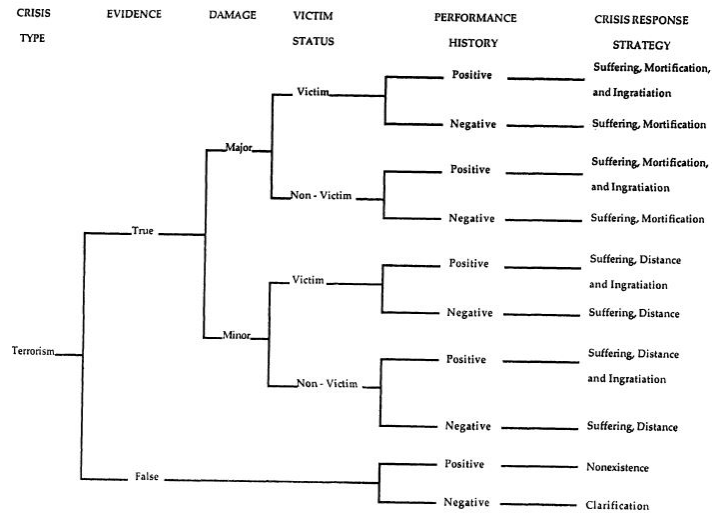 CRISIS TYPE
EVIDENCE
DAMAGE
VICTIM STATUS
PERFORMANCE HISTORY
CRISIS RESPONSE STRATEGY
Terrorism
True
Major
Victim
Positive
Suffering, Mortification,
and Ingratiation
Negative
Suffering, Mortification
Non - Victim
Positive
Suffering, Mortification,
and Ingratiation
Negative
Suffering, Mortification
Minor
Victim
Positive
Suffering, Distance
and Ingratiation
Negative
Suffering, Distance
Non - Victim
Positive
Suffering, Distance
and Ingratiation
Negative
Suffering, Distance
False
Positive
Nonexistence
Negative
Clarification